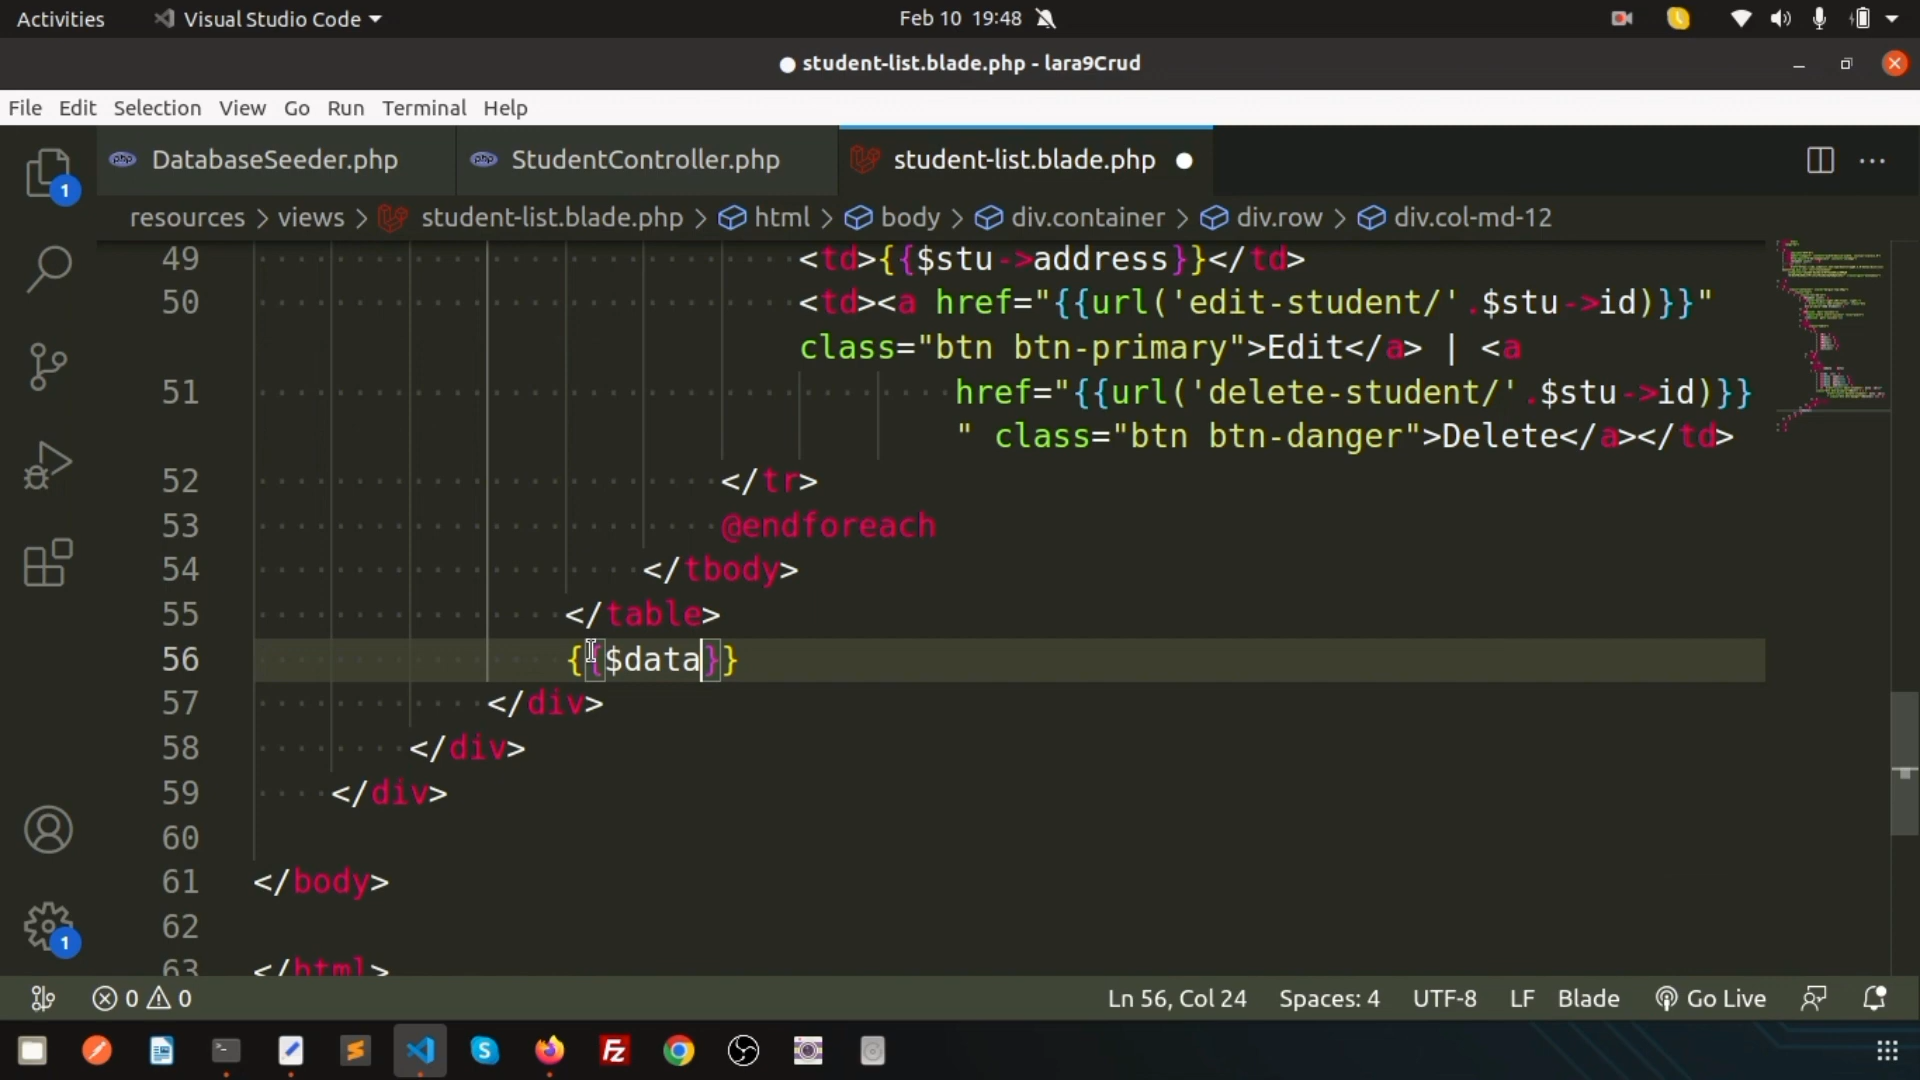 Activities Visual Studio Code Feb 10 19:48
student-list.blade.php - lara9Crud
File Edit Selection View Go Run Terminal Help
DatabaseSeeder.php StudentController.php student-list.blade.php
resources > views > student-list.blade.php > html > body > div.container > div.row > div.col-md-12
49 <td>{{$stu->address}}</td>
50 <td><a href="{{url('edit-student/'.$stu->id)}}"
class="btn btn-primary">Edit</a> | <a
51 href="{{url('delete-student/'.$stu->id)}}
" class="btn btn-danger">Delete</a></td>
52 </tr>
53 @endforeach
54 </tbody>
55 </table>
56 {{$data}}
57 </div>
58 </div>
59 </div>
60
61 </body>
62
63 </html>
0 0 Ln 56, Col 24 Spaces: 4 UTF-8 LF Blade Go Live
1
1